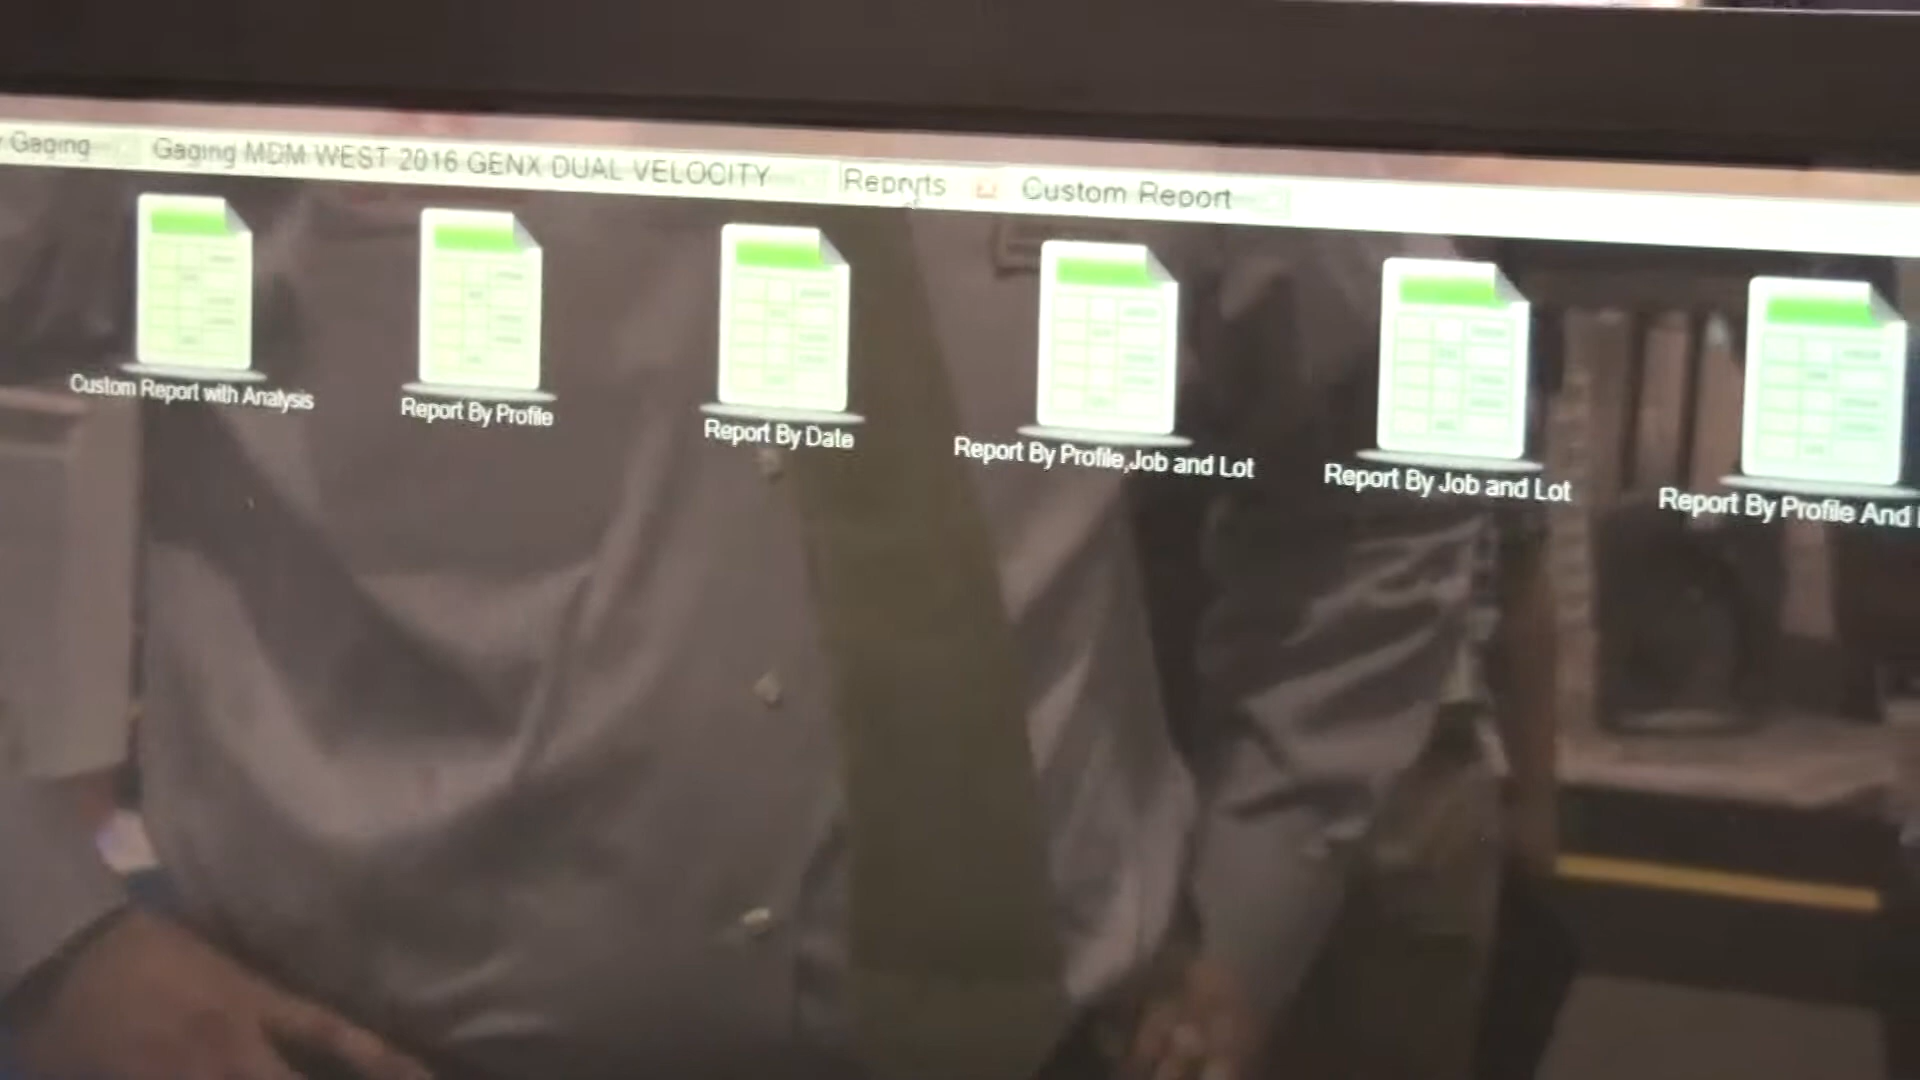 Gaging
Gaging MDM WEST 2016 GENX DUAL VELOCITY
Reports
Custom Report
Custom Report with Analysis
Report By Profile
Report By Date
Report By Profile,Job and Lot
Report By Job and Lot
Report By Profile And